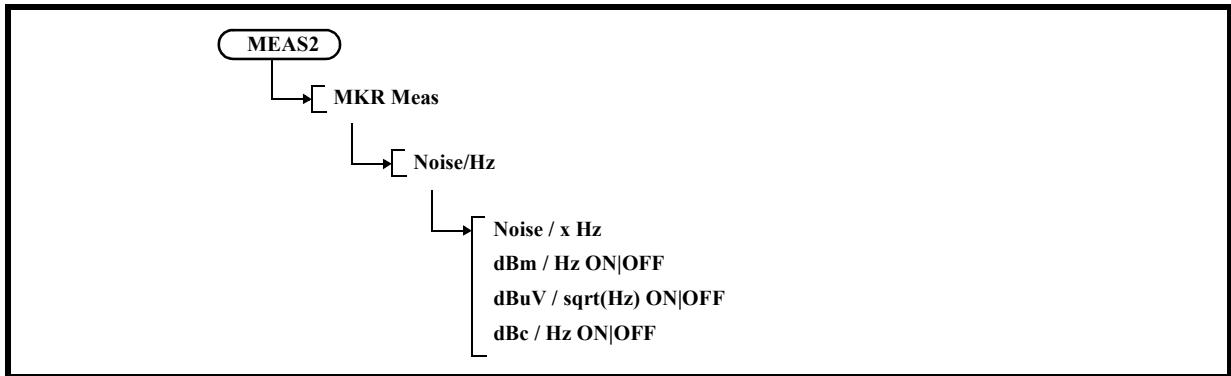 MEAS2
MKR Meas
Noise/Hz
Noise / x Hz
dBm / Hz ON|OFF
dBuV / sqrt(Hz) ON|OFF
dBc / Hz ON|OFF